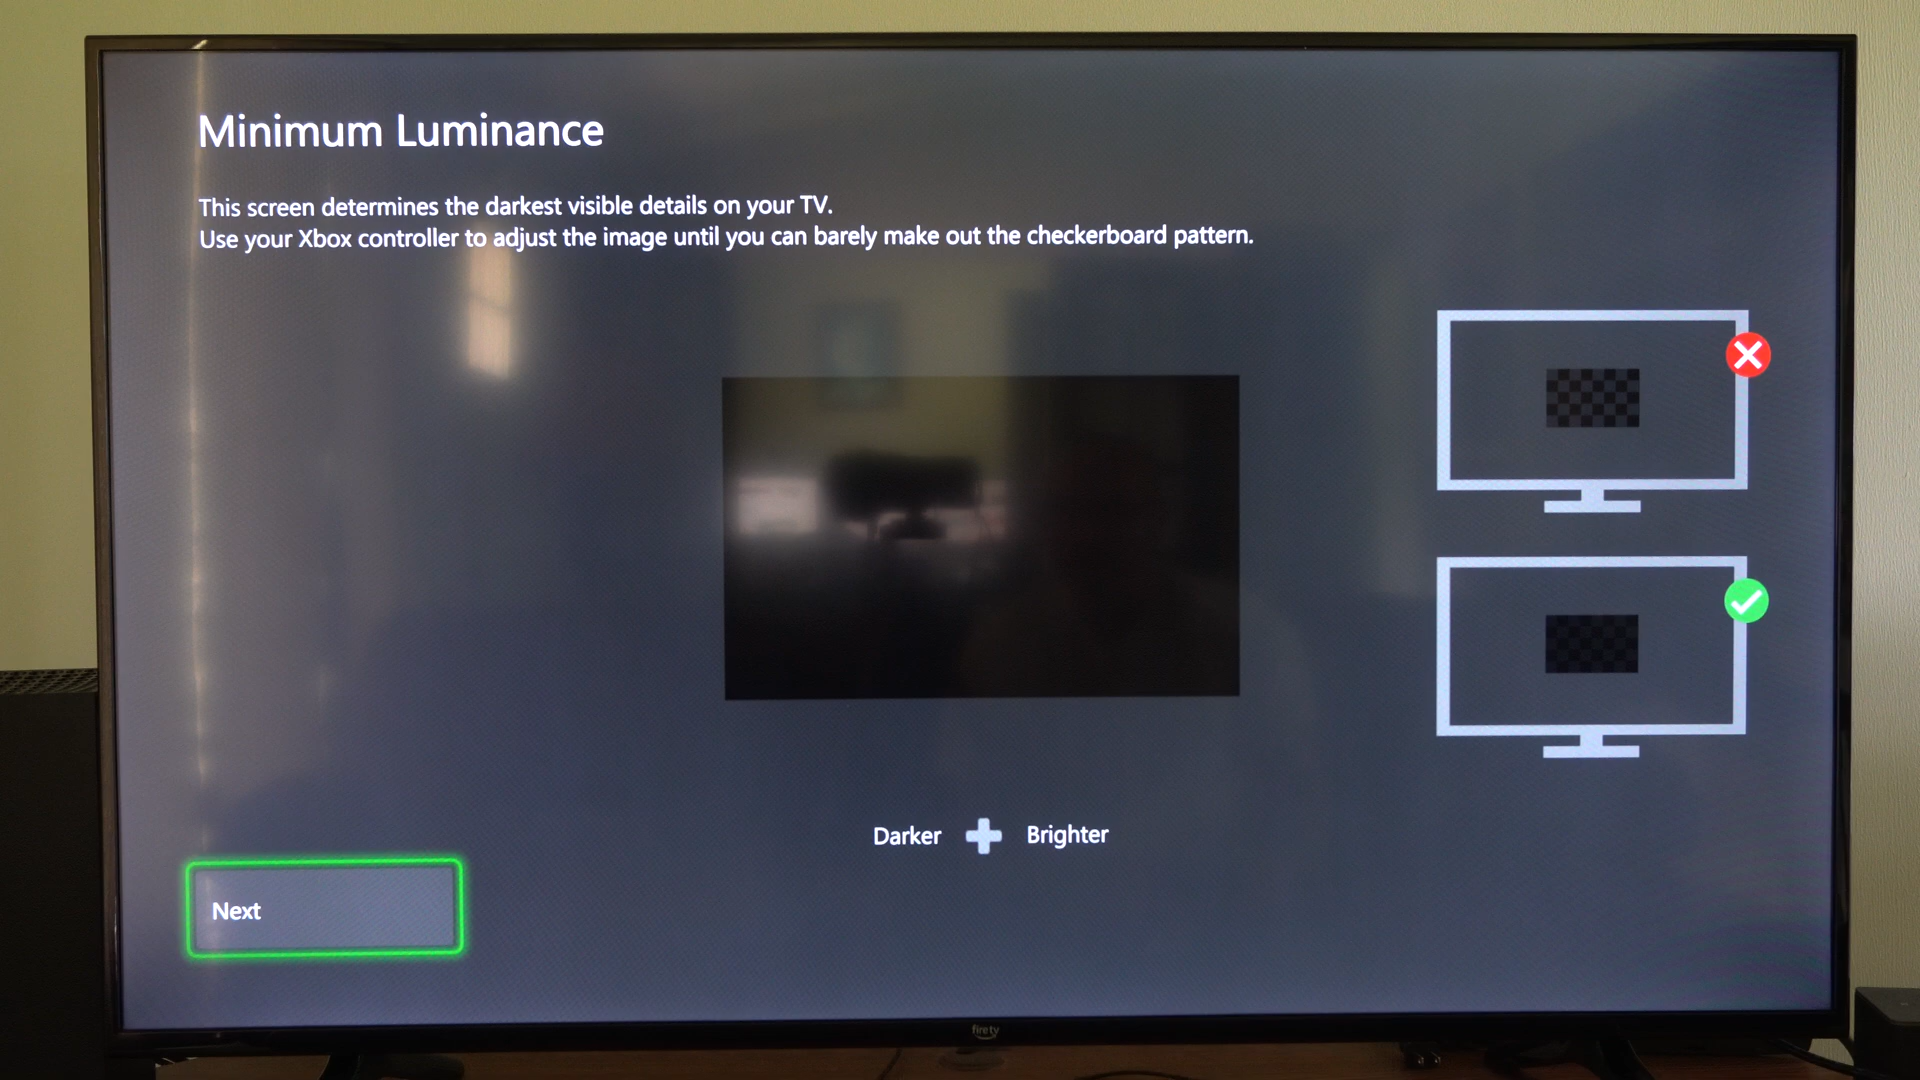 Minimum Luminance
This screen determines the darkest visible details on your TV.
Use your Xbox controller to adjust the image until you can barely make out the checkerboard pattern.
Darker Brighter
Next
firetv